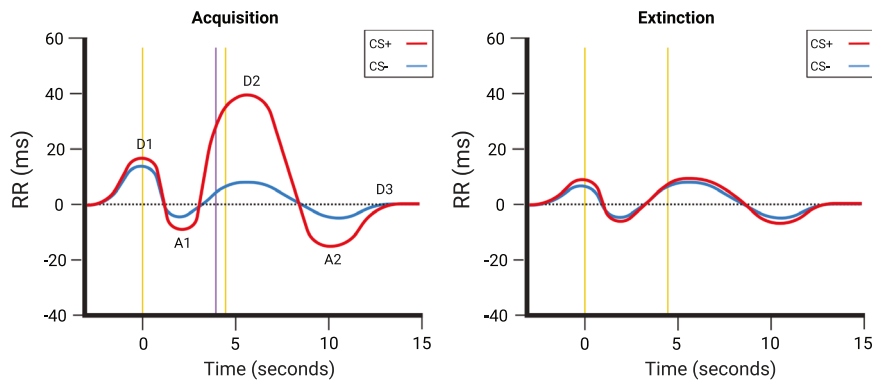 Acquisition
60
40
20
0
-20
-40
RR (ms)
CS+
CS-
D1
A1
D2
A2
D3
0
5
10
15
Time (seconds)
Extinction
60
40
20
0
-20
-40
RR (ms)
CS+
CS-
0
5
10
15
Time (seconds)